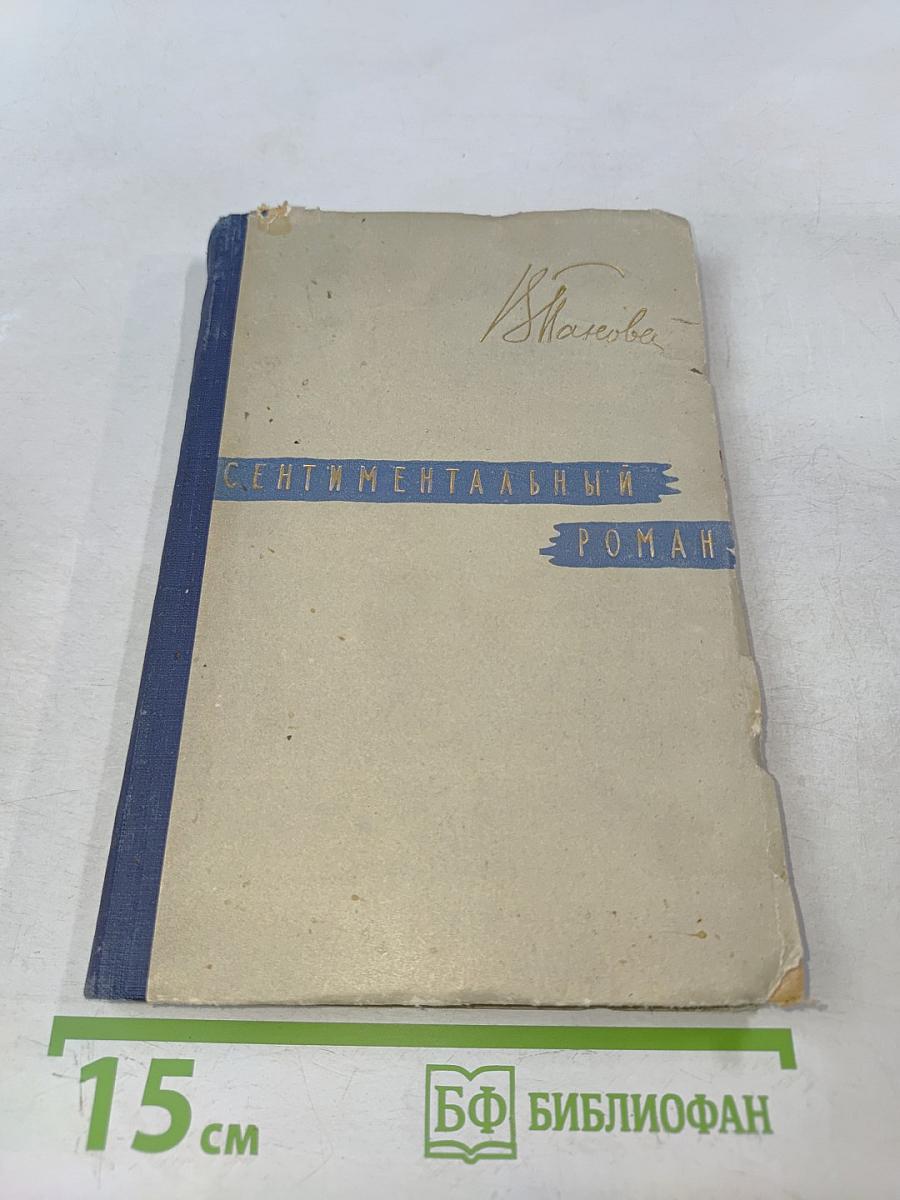 В Панова
СЕНТИМЕНТАЛЬНЫЙ
РОМАН
15 см
БФ БИБЛИОФАН